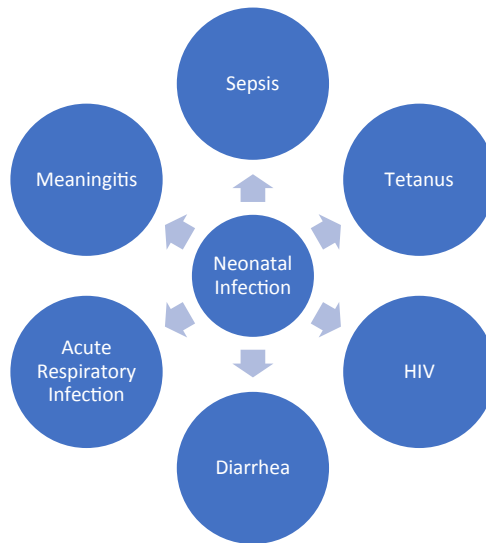 Sepsis
Meaningitis
Tetanus
Neonatal
Infection
Acute
Respiratory
Infection
HIV
Diarrhea